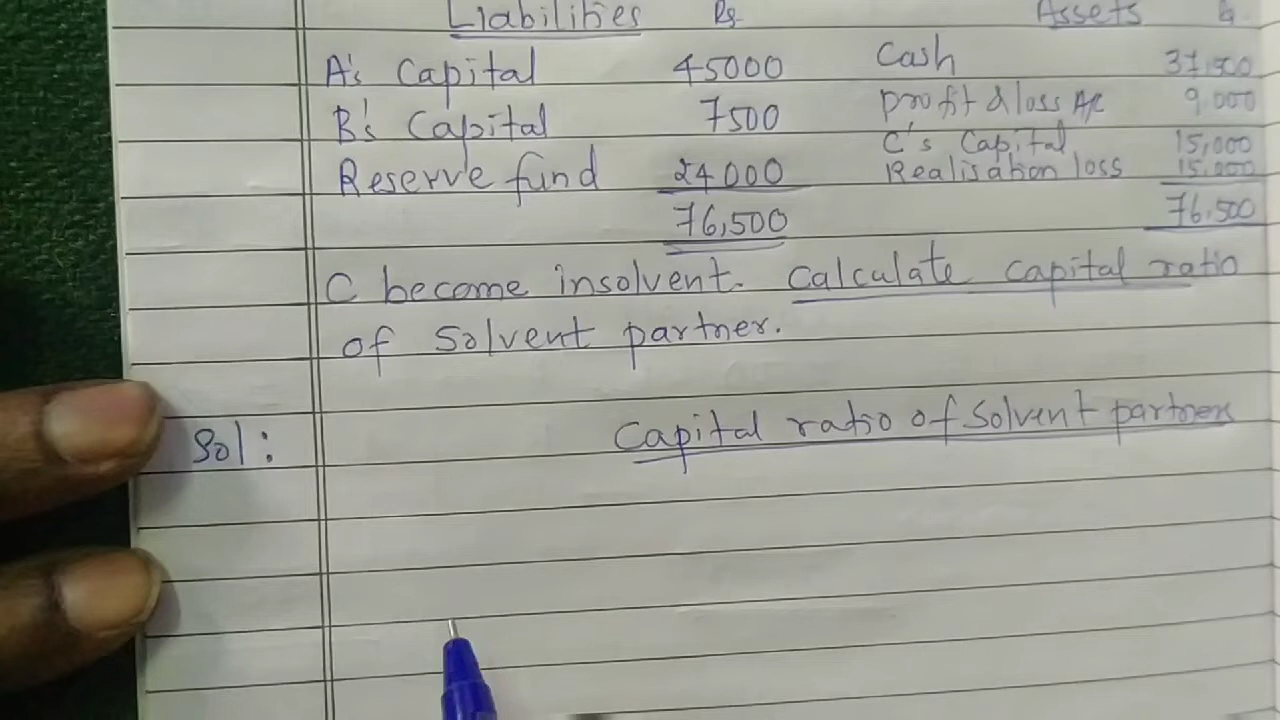 Liabilities Rs Assets Rs
A's Capital 45000 Cash 37,500
B's Capital 7500 Profit & loss A/c 9,000
C's Capital 15,000
Reserve fund 24000 Realisation loss 15,000
76,500 76,500
C become insolvent. Calculate capital ratio
of solvent partner.
Sol: Capital ratio of solvent partners